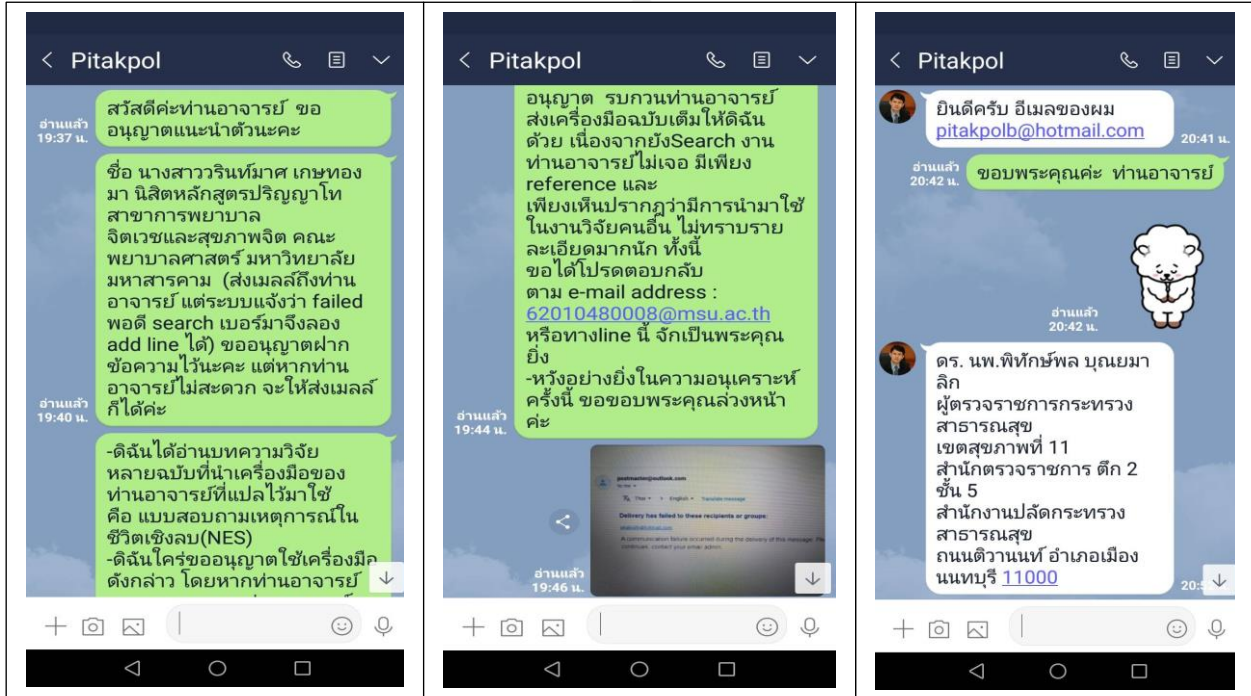 Pitakpol
สวัสดีค่ะท่านอาจารย์ ขอ
อนุญาตแนะนำตัวนะคะ
อ่านแล้ว
19:37 น.
ชื่อ นางสาววรินท์มาศ เกษทอง
มา นิสิตหลักสูตรปริญญาโท
สาขาการพยาบาล
จิตเวชและสุขภาพจิต คณะ
พยาบาลศาสตร์ มหาวิทยาลัย
มหาสารคาม (ส่งเมลล์ถึงท่าน
อาจารย์ แต่ระบบแจ้งว่า failed
พอดี search เบอร์มาจึงลอง
add line ได้) ขออนุญาตฝาก
ข้อความไว้นะคะ แต่หากท่าน
อาจารย์ไม่สะดวก จะให้ส่งเมลล์
ก็ได้ค่ะ
อ่านแล้ว
19:40 น.
-ดิฉันได้อ่านบทความวิจัย
หลายฉบับที่นำเครื่องมือของ
ท่านอาจารย์ที่แปลไว้มาใช้
คือ แบบสอบถามเหตุการณ์ใน
ชีวิตเชิงลบ(NES)
-ดิฉันใคร่ขออนุญาตใช้เครื่องมือ
ดังกล่าว โดยหากท่านอาจารย์
Pitakpol
อนุญาต รบกวนท่านอาจารย์
ส่งเครื่องมือฉบับเต็มให้ดิฉัน
ด้วย เนื่องจากยังSearch งาน
ท่านอาจารย์ไม่เจอ มีเพียง
reference และ
เพียงเห็นปรากฎว่ามีการนำมาใช้
ในงานวิจัยคนอื่น ไม่ทราบราย
ละเอียดมากนัก ทั้งนี้
ขอได้โปรดตอบกลับ
ตาม e-mail address :
62010480008@msu.ac.th
หรือทางline นี้ จักเป็นพระคุณ
ยิ่ง
-หวังอย่างยิ่งในความอนุเคราะห์
ครั้งนี้ ขอขอบพระคุณล่วงหน้า
ค่ะ
อ่านแล้ว
19:44 น.
postmaster@outlook.com
Thai
English
Translate message
Delivery has failed to these recipients or groups:
A communication failure occurred during the delivery of this message.
continues, contact your email admin.
อ่านแล้ว
19:46 น.
Pitakpol
ยินดีครับ อีเมลของผม
pitakpolb@hotmail.com
20:41 น.
ขอบพระคุณค่ะ ท่านอาจารย์
อ่านแล้ว
20:42 น.
อ่านแล้ว
20:42 น.
ดร. นพ.พิทักษ์พล บุณยมา
ลิก
ผู้ตรวจราชการกระทรวง
สาธารณสุข
เขตสุขภาพที่ 11
สำนักตรวจราชการ ตึก 2
ชั้น 5
สำนักงานปลัดกระทรวง
สาธารณสุข
ถนนติวานนท์ อำเภอเมือง
นนทบุรี 11000